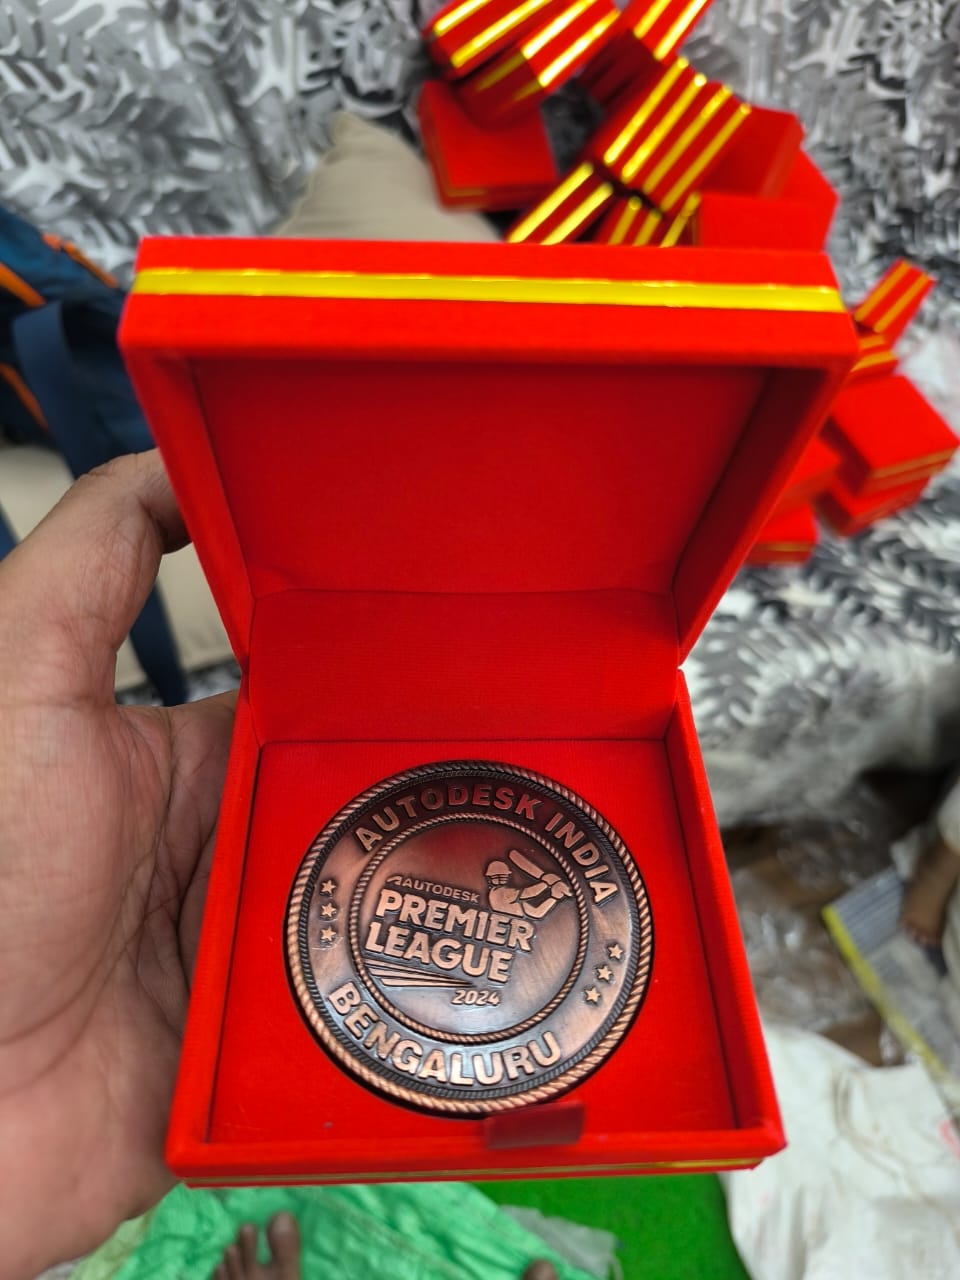 AUTODESK INDIA
AUTODESK
PREMIER
LEAGUE
2024
BENGALURU